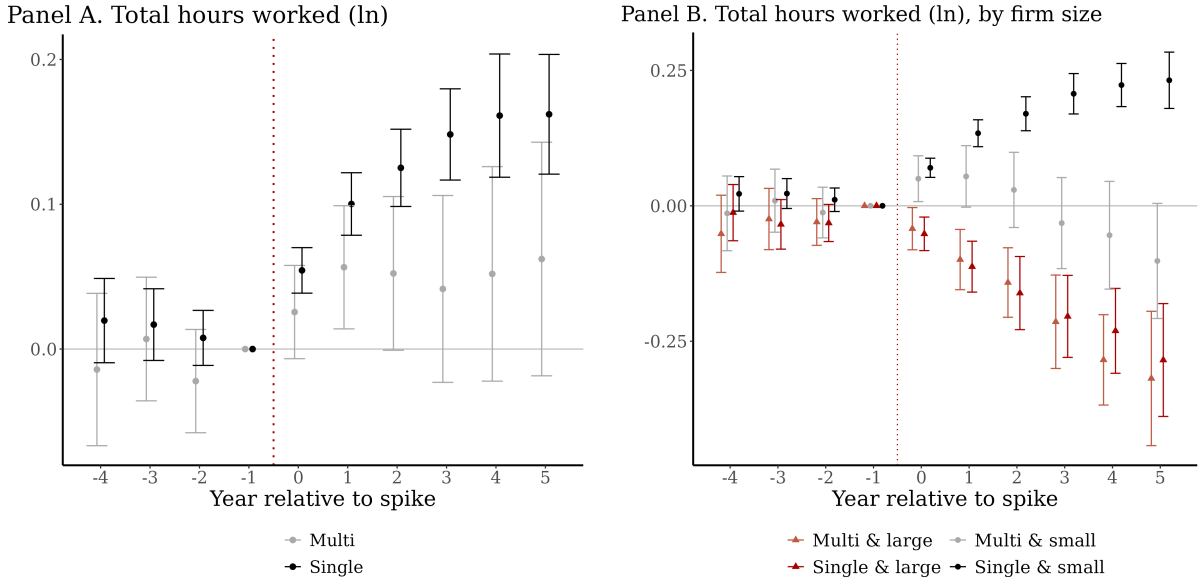 Panel A. Total hours worked (ln)
0.2
0.1
0.0
-4 -3 -2 -1 0 1 2 3 4 5
Year relative to spike
Multi
Single
Panel B. Total hours worked (ln), by firm size
0.25
0.00
-0.25
-4 -3 -2 -1 0 1 2 3 4 5
Year relative to spike
Multi & large Multi & small
Single & large Single & small